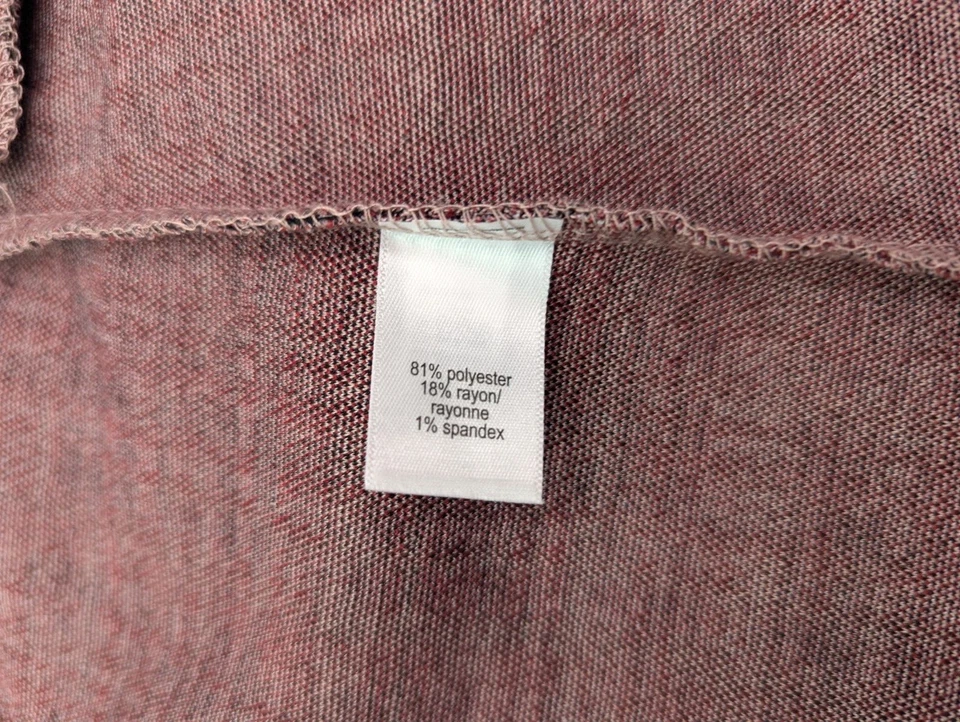 81% polyester
18% rayon/
rayonne
1% spandex